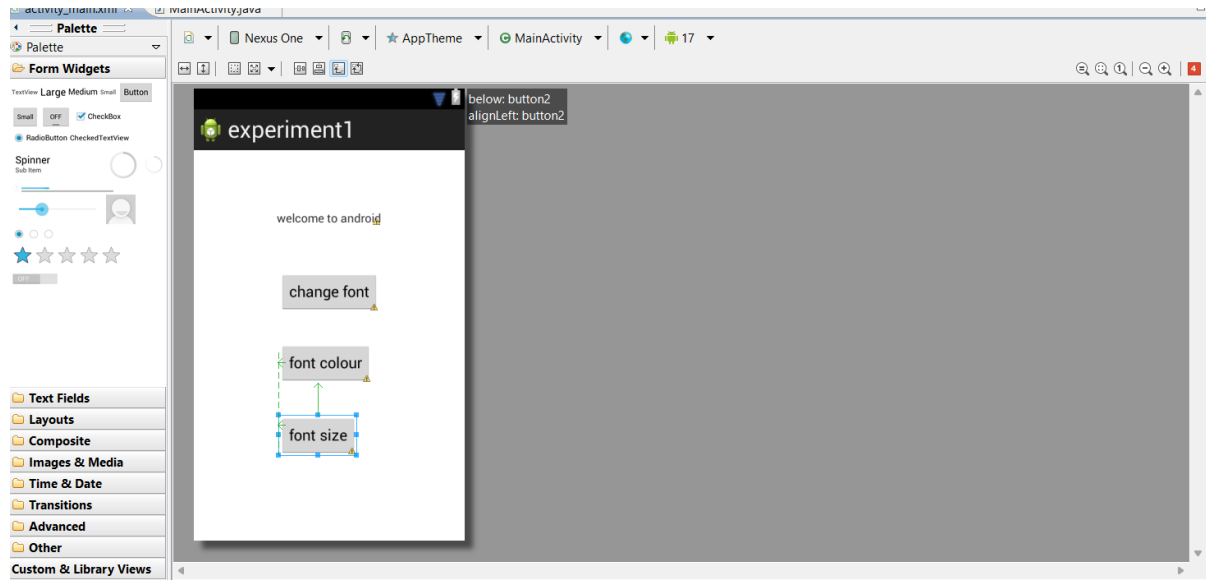 activity_main.xml MainActivity.java
Palette
Palette
Form Widgets
TextView Large Medium Small Button
Small OFF CheckBox
RadioButton CheckedTextView
Spinner
Sub Item
OFF
Text Fields
Layouts
Composite
Images & Media
Time & Date
Transitions
Advanced
Other
Custom & Library Views
Nexus One AppTheme MainActivity 17
4
experiment1
welcome to android
change font
font colour
font size
below: button2
alignLeft: button2